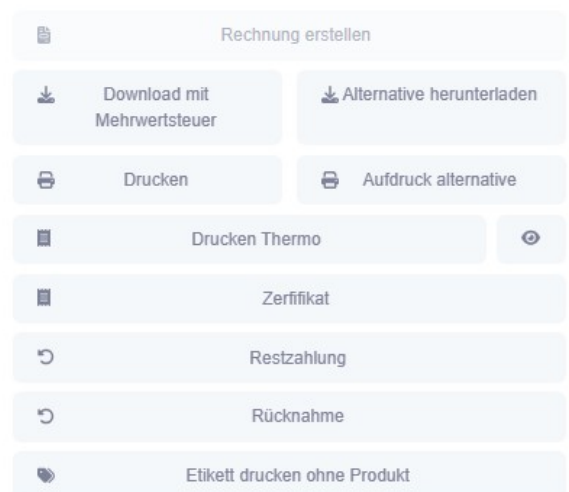 Rechnung erstellen
Download mit
Mehrwertsteuer
Alternative herunterladen
Drucken
Aufdruck alternative
Drucken Thermo
Zerfifikat
Restzahlung
Rücknahme
Etikett drucken ohne Produkt